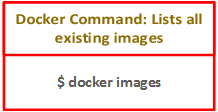 Docker Command: Lists all
existing images
$ docker images